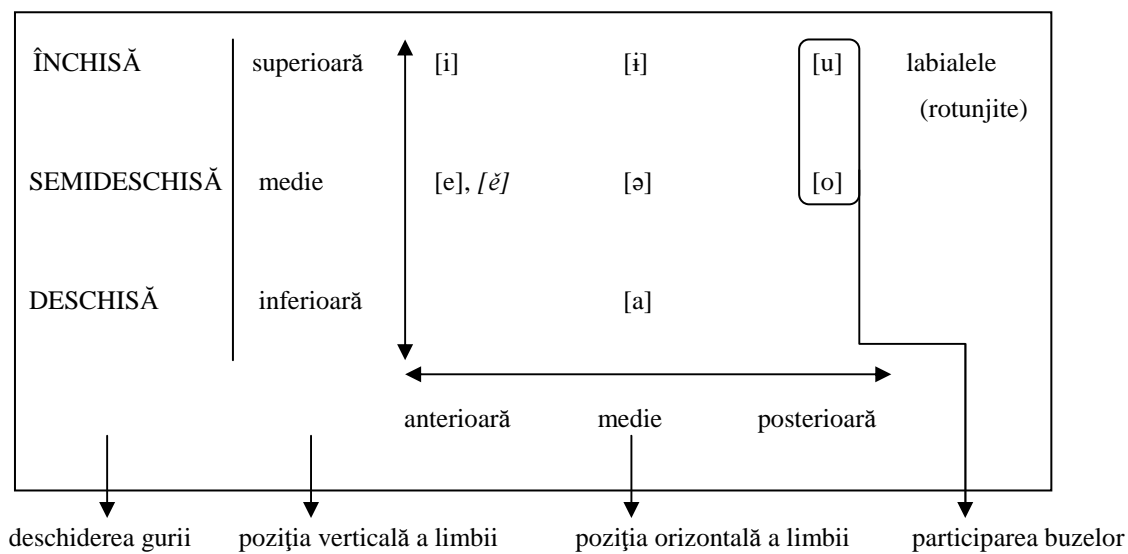 ÎNCHISĂ superioară [i] [ɨ] [u] labialele
(rotunjite)
SEMIDESCHISĂ medie [e], [ě] [ə] [o]
DESCHISĂ inferioară [a]
anterioară medie posterioară
deschiderea gurii poziţia verticală a limbii poziţia orizontală a limbii participarea buzelor